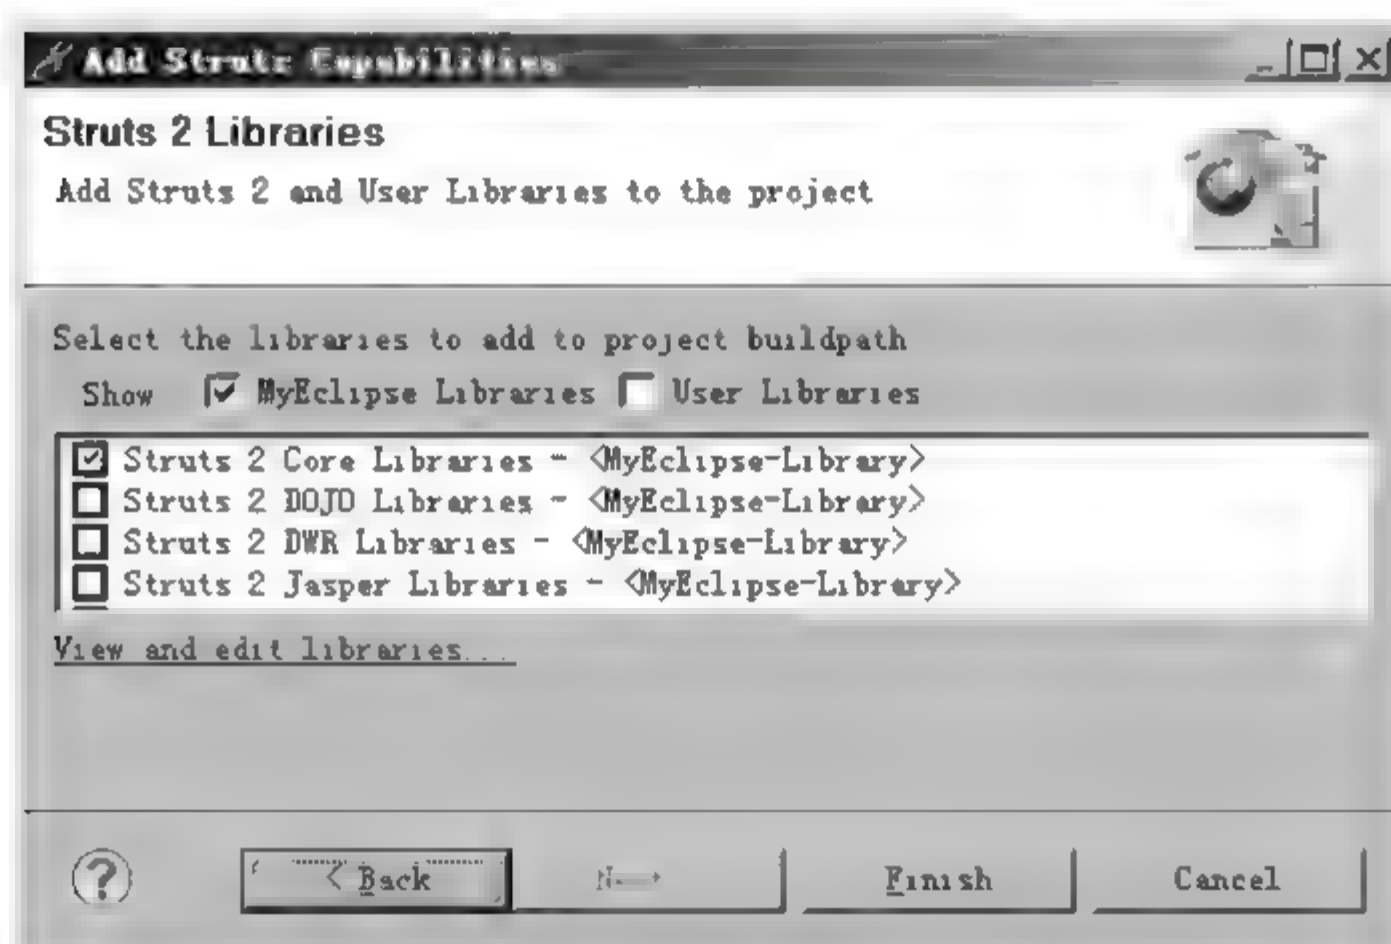 Add Struts Capabilities
Struts 2 Libraries
Add Struts 2 and User Libraries to the project
Select the libraries to add to project buildpath
Show MyEclipse Libraries User Libraries
Struts 2 Core Libraries - <MyEclipse-Library>
Struts 2 DOJO Libraries - <MyEclipse-Library>
Struts 2 DWR Libraries - <MyEclipse-Library>
Struts 2 Jasper Libraries - <MyEclipse-Library>
View and edit libraries...
? < Back Finish Cancel